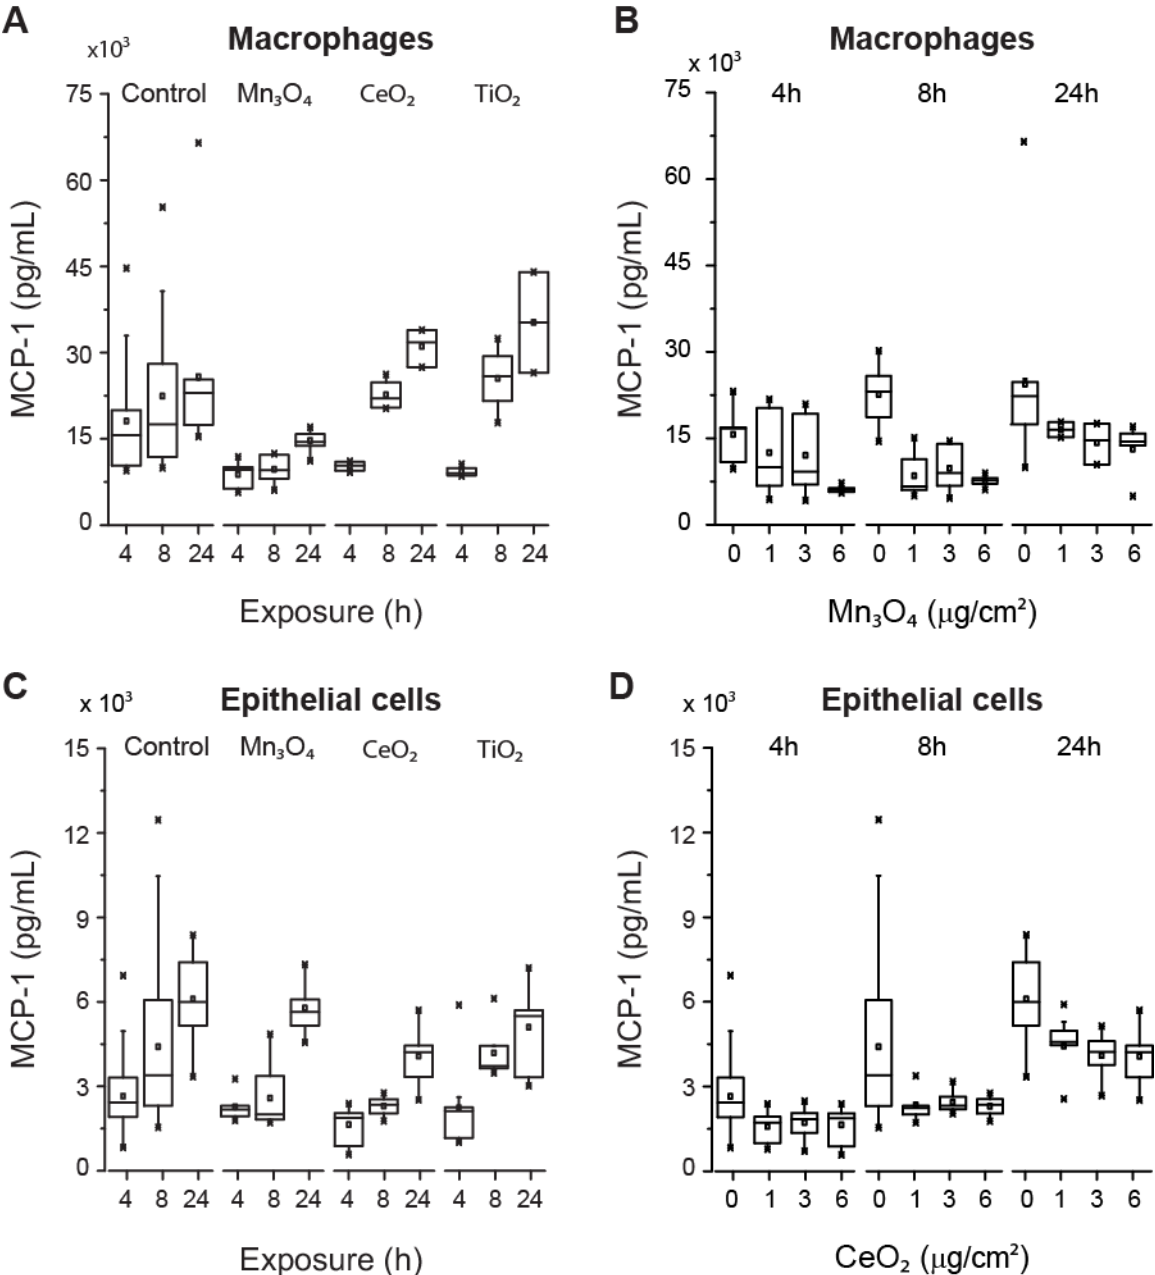 A
Macrophages
x10³
75
Control
Mn₃O₄
CeO₂
TiO₂
60
45
30
15
0
MCP-1 (pg/mL)
4 8 24 4 8 24 4 8 24 4 8 24
Exposure (h)
B
Macrophages
x 10³
75
4h
8h
24h
60
45
30
15
0
MCP-1 (pg/mL)
0 1 3 6 0 1 3 6 0 1 3 6
Mn₃O₄ (μg/cm²)
C
Epithelial cells
x 10³
15
Control
Mn₃O₄
CeO₂
TiO₂
12
9
6
3
0
MCP-1 (pg/mL)
4 8 24 4 8 24 4 8 24 4 8 24
Exposure (h)
D
Epithelial cells
x 10³
15
4h
8h
24h
12
9
6
3
0
MCP-1 (pg/mL)
0 1 3 6 0 1 3 6 0 1 3 6
CeO₂ (μg/cm²)